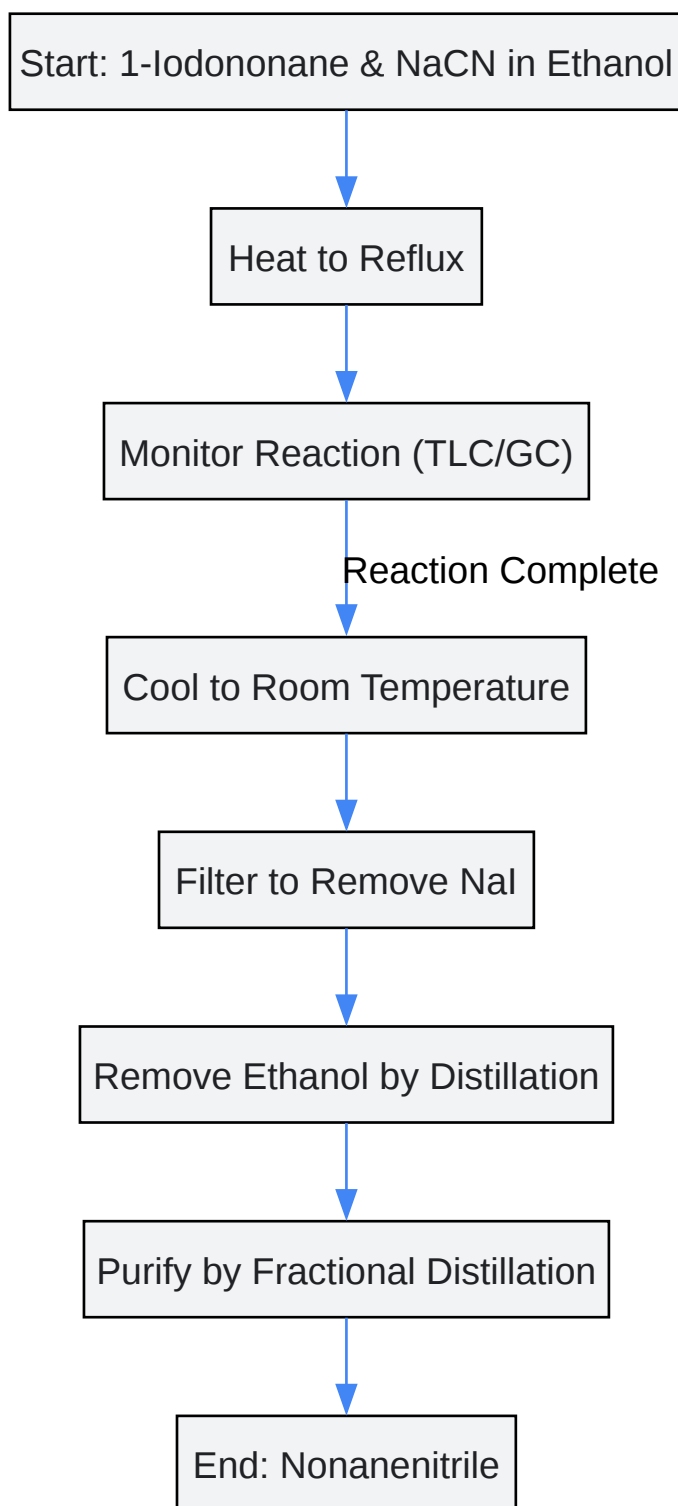 Start: 1-Iodononane & NaCN in Ethanol
Heat to Reflux
Monitor Reaction (TLC/GC)
Reaction Complete
Cool to Room Temperature
Filter to Remove NaI
Remove Ethanol by Distillation
Purify by Fractional Distillation
End: Nonanenitrile